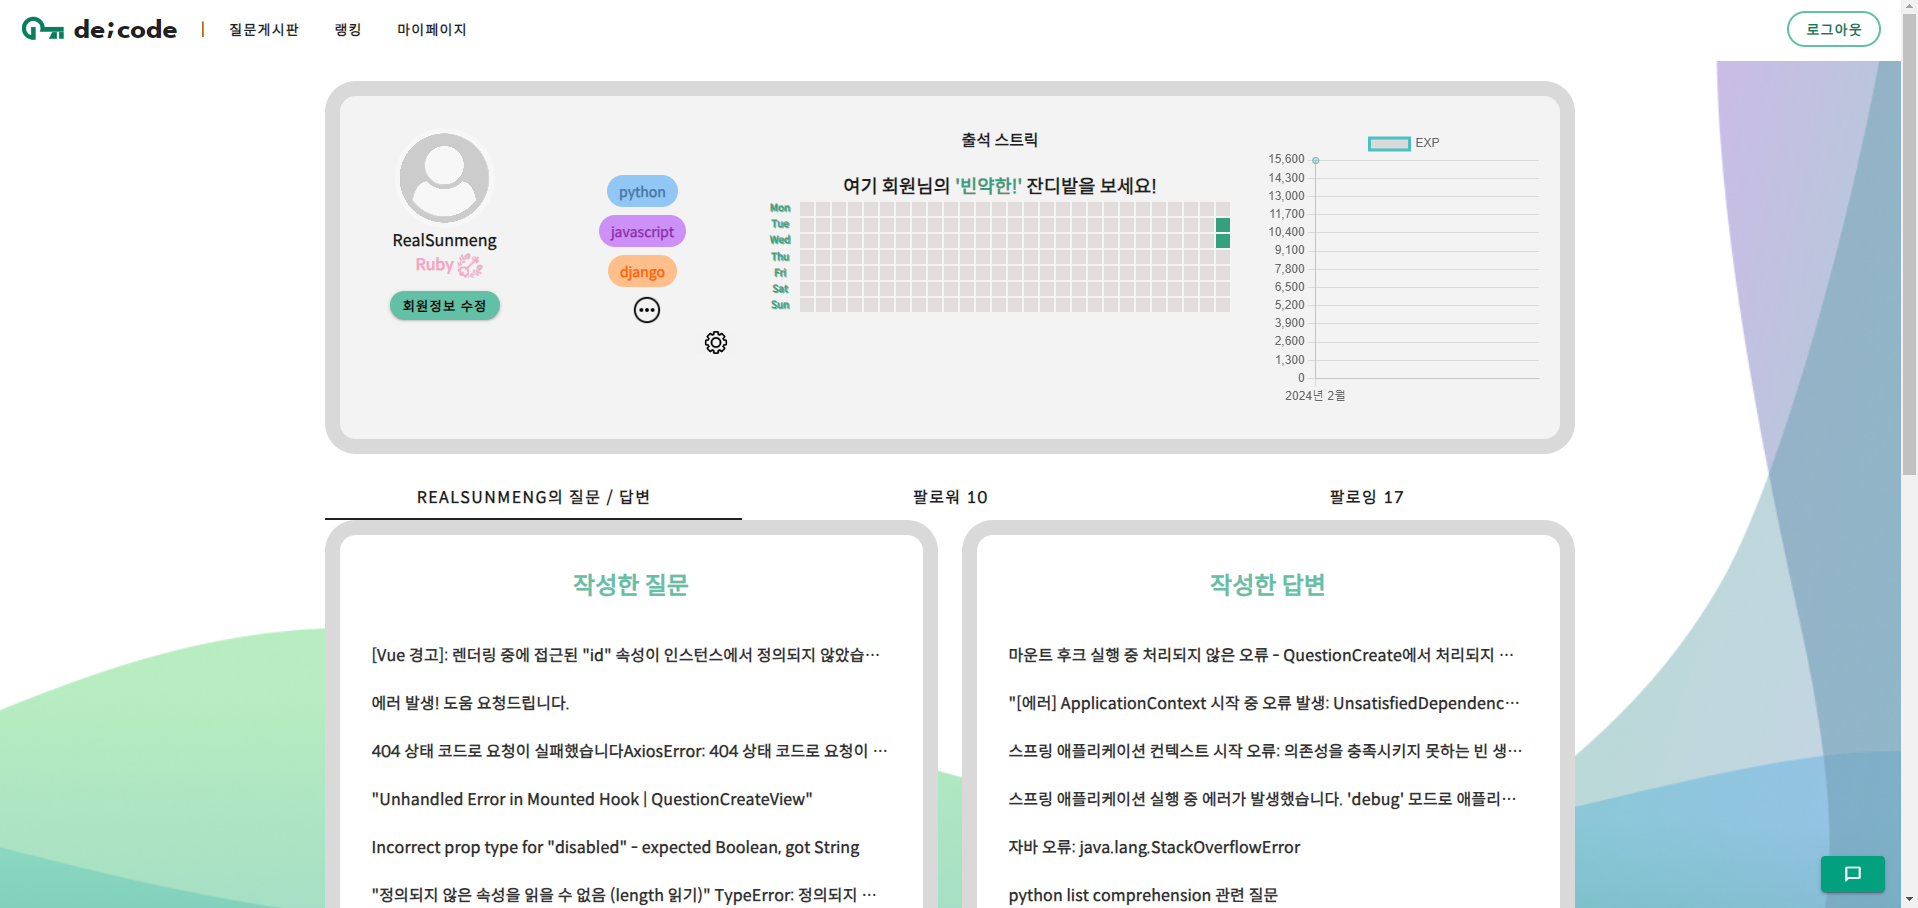 de;code | 질문게시판 랭킹 마이페이지 로그아웃
RealSunmeng
Ruby
회원정보 수정
python
javascript
django
출석 스트릭
여기 회원님의 '빈약한!' 잔디밭을 보세요!
Mon
Tue
Wed
Thu
Fri
Sat
Sun
EXP
15,600
14,300
13,000
11,700
10,400
9,100
7,800
6,500
5,200
3,900
2,600
1,300
0
2024년 2월
REALSUNMENG의 질문 / 답변 팔로워 10 팔로잉 17
작성한 질문
[Vue 경고]: 렌더링 중에 접근된 "id" 속성이 인스턴스에서 정의되지 않았습…
에러 발생! 도움 요청드립니다.
404 상태 코드로 요청이 실패했습니다AxiosError: 404 상태 코드로 요청이 …
"Unhandled Error in Mounted Hook | QuestionCreateView"
Incorrect prop type for "disabled" - expected Boolean, got String
"정의되지 않은 속성을 읽을 수 없음 (length 읽기)" TypeError: 정의되지 …
작성한 답변
마운트 후크 실행 중 처리되지 않은 오류 - QuestionCreate에서 처리되지 …
"[에러] ApplicationContext 시작 중 오류 발생: UnsatisfiedDependenc…
스프링 애플리케이션 컨텍스트 시작 오류: 의존성을 충족시키지 못하는 빈 생…
스프링 애플리케이션 실행 중 에러가 발생했습니다. 'debug' 모드로 애플리…
자바 오류: java.lang.StackOverflowError
python list comprehension 관련 질문